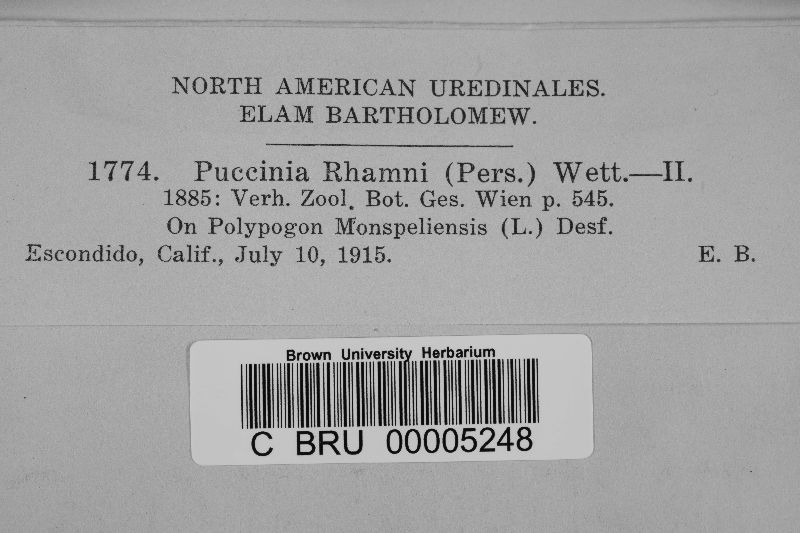 NORTH AMERICAN UREDINALES.
ELAM BARTHOLOMEW.
1774. Puccinia Rhamni (Pers.) Wett.—II.
1885: Verh. Zool. Bot. Ges. Wien p. 545.
On Polypogon Monspeliensis (L.) Desf.
Escondido, Calif., July 10, 1915. E. B.
Brown University Herbarium
C BRU 00005248